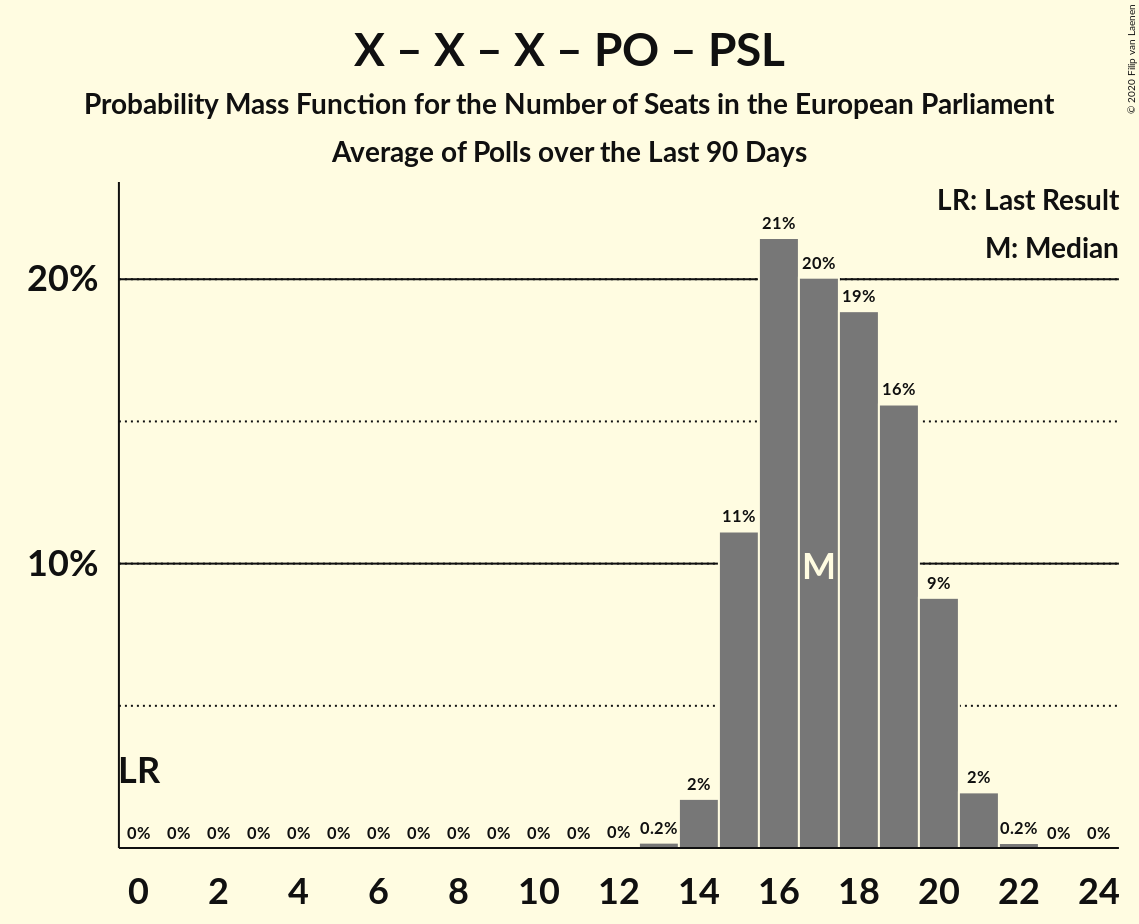 X – X – X – PO – PSL
Probability Mass Function for the Number of Seats in the European Parliament
Average of Polls over the Last 90 Days
© 2020 Filip van Laenen
LR: Last Result
M: Median
20%
10%
21%
20%
19%
16%
11%
M
9%
LR
0% 0% 0% 0% 0% 0% 0% 0% 0% 0% 0% 0% 0% 0.2% 2% 2% 0.2% 0% 0%
0 2 4 6 8 10 12 14 16 18 20 22 24